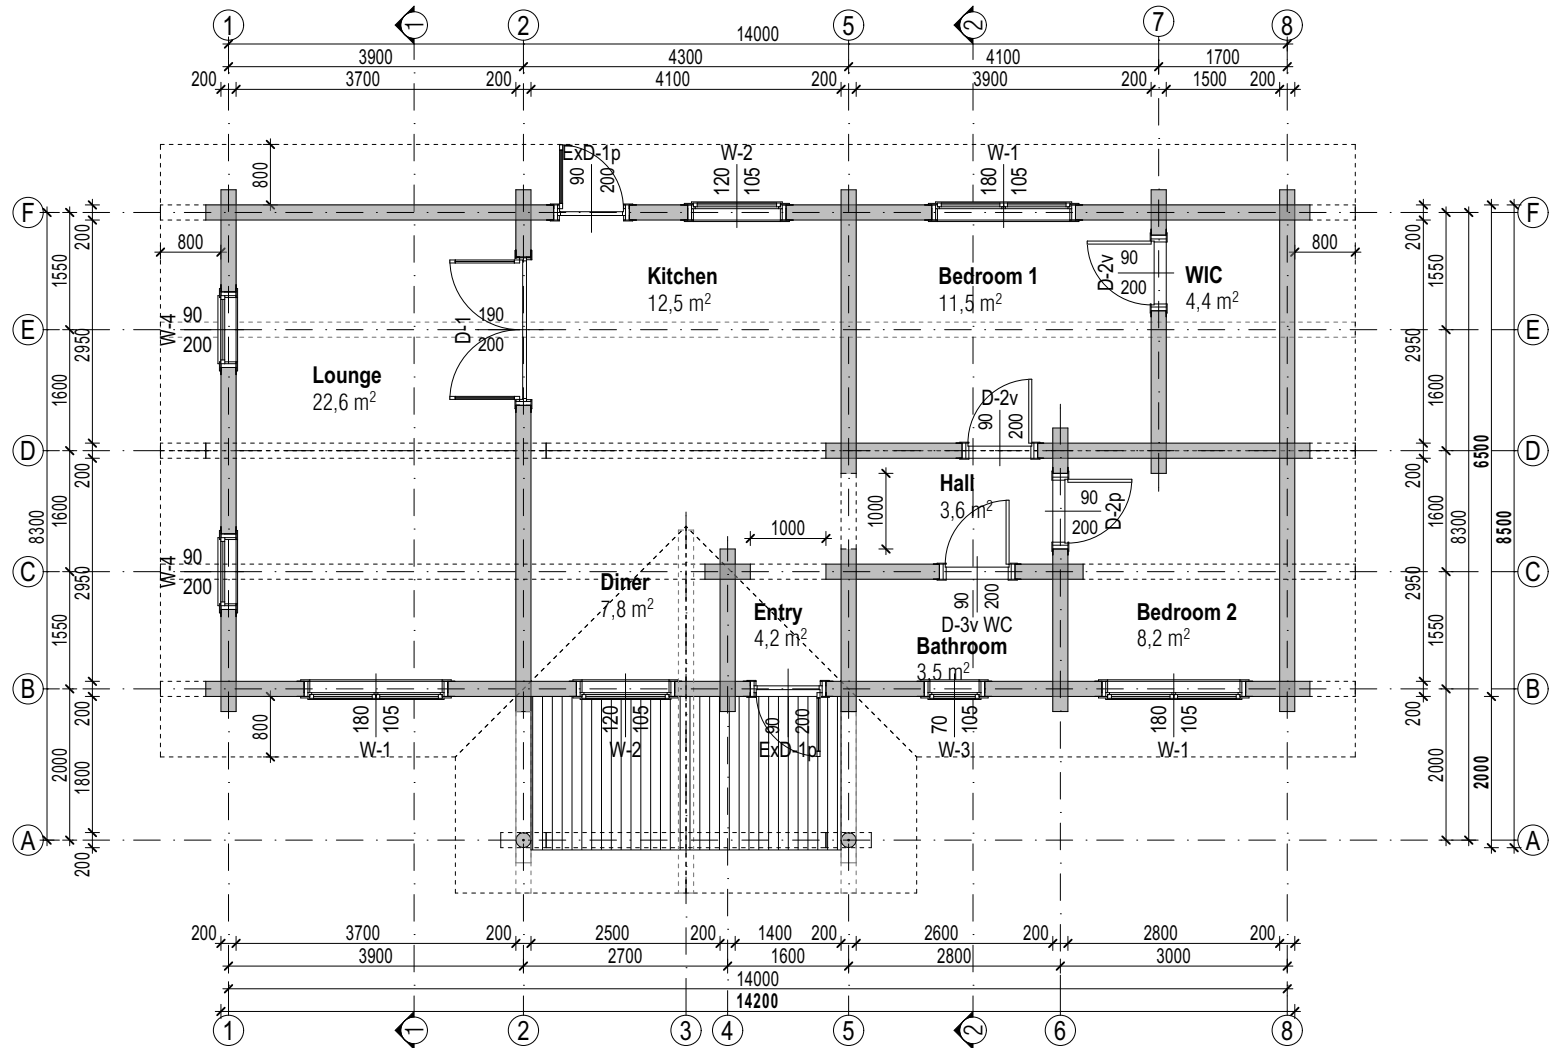 1 1 2 5 2 7 8
14000
3900 4300 4100 1700
200 3700 200 4100 200 3900 200 1500 200
ExD-1p W-2 W-1
90 200 120 105 180 105
800
F F
200 800 800 200
D-2v 90 200
Kitchen Bedroom 1 WIC
12,5 m² 11,5 m² 4,4 m²
1550 1550
W-4 90 200
D-1 190 200
E E
2950 2950
Lounge
22,6 m²
1600 1600
D-2v
90 200
D D
6500
200 200
Hall
3,6 m²
D-2p 90 200
1000
1000
8300 1600 1600 8300 8500
W-4 90 200
C C
2950 2950
Diner
7,8 m²
Entry
4,2 m²
90 200
D-3v WC
Bathroom
3,5 m²
Bedroom 2
8,2 m²
1550 1550
B B
200 200
800
180 105 120 105 90 200 70 105 180 105
W-1 W-2 ExD-1p W-3 W-1
2000 1800 2000 2000
A A
200
200 3700 200 2500 200 1400 200 2600 200 2800 200
3900 2700 1600 2800 3000
14000
14200
1 1 2 3 4 5 2 6 8